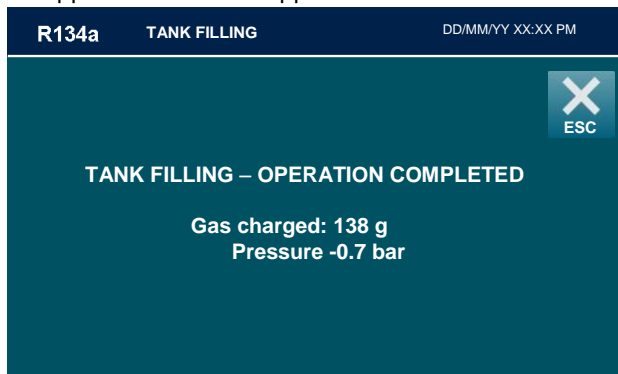 R134a TANK FILLING DD/MM/YY XX:XX PM
ESC
TANK FILLING – OPERATION COMPLETED
Gas charged: 138 g
Pressure -0.7 bar